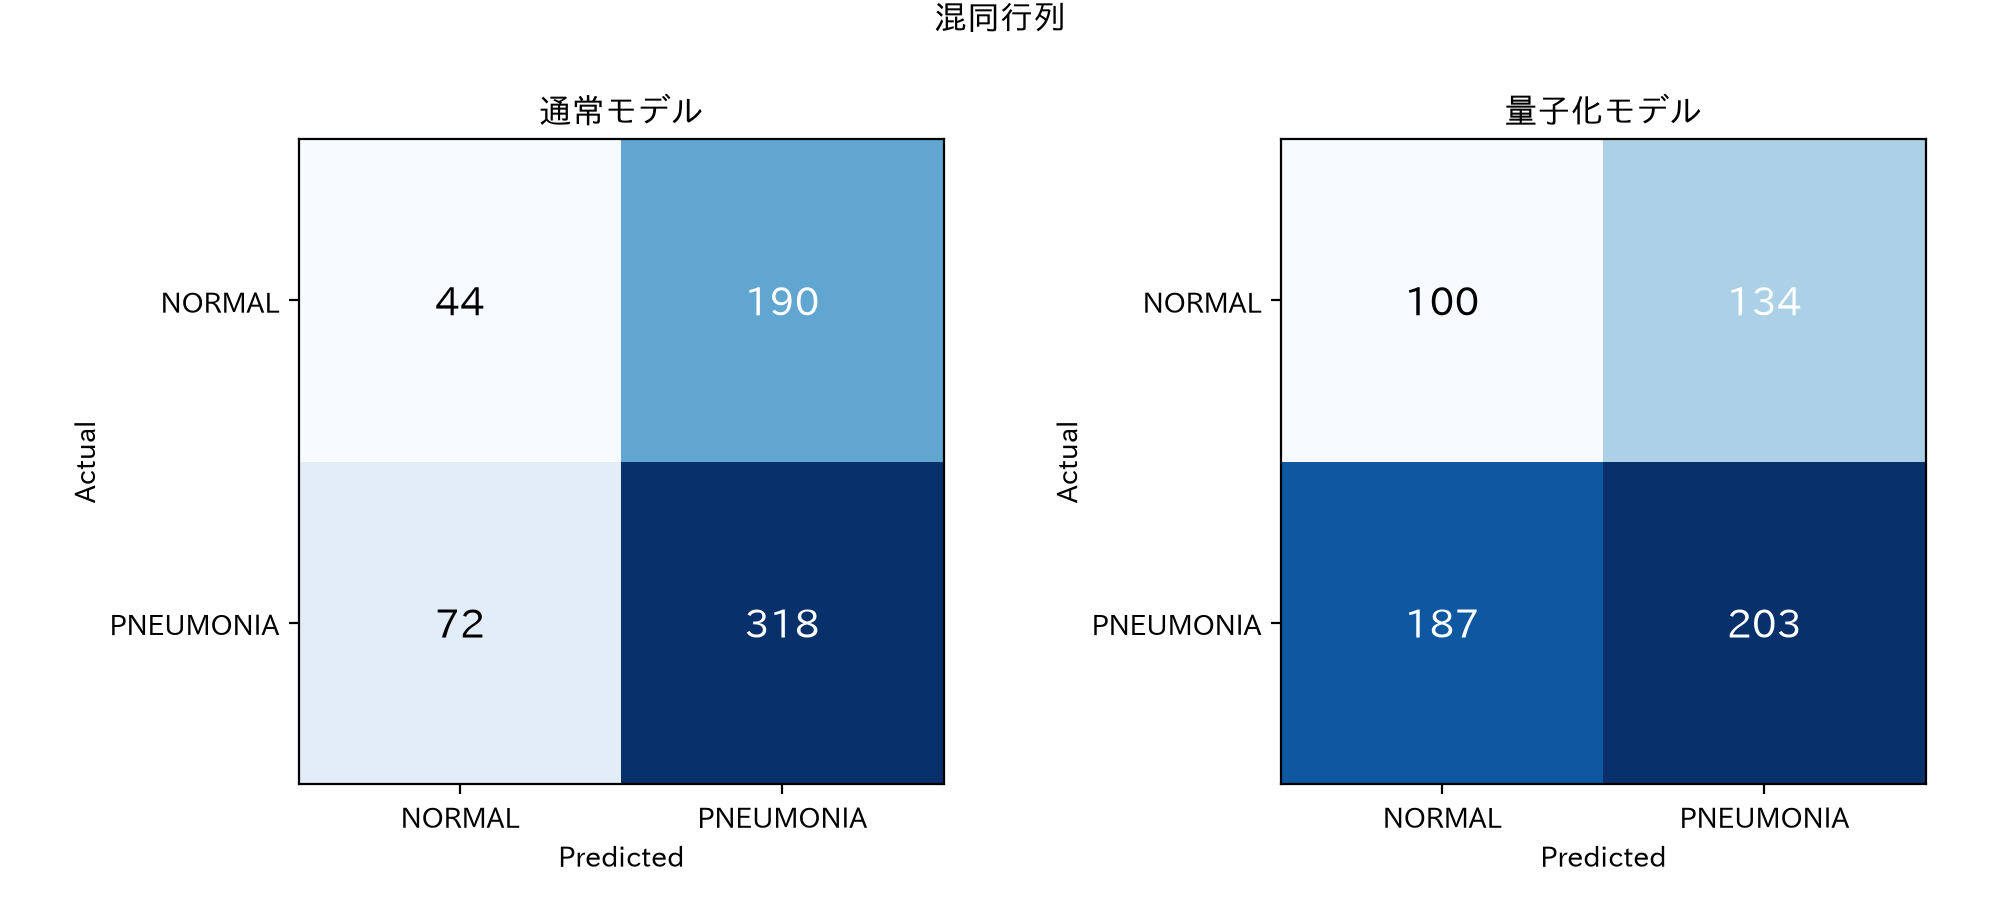 混同行列
通常モデル
NORMAL
44
190
Actual
PNEUMONIA
72
318
NORMAL
PNEUMONIA
Predicted
量子化モデル
NORMAL
100
134
Actual
PNEUMONIA
187
203
NORMAL
PNEUMONIA
Predicted